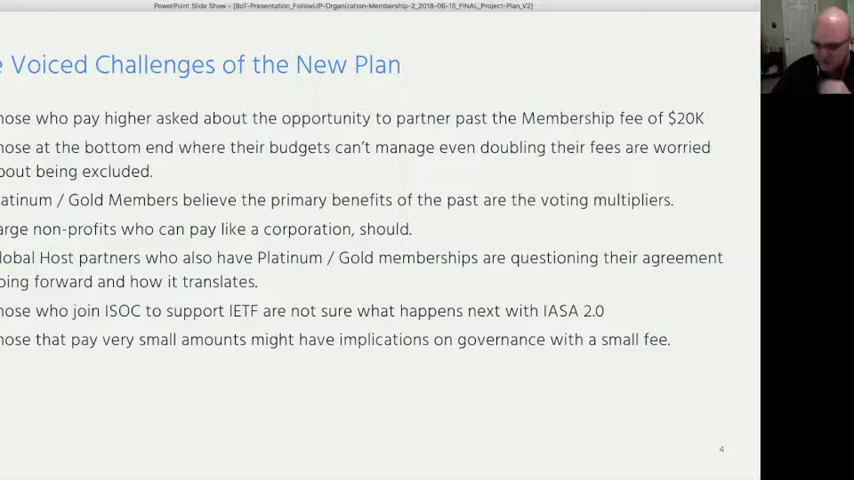 PowerPoint Slide Show - [BoT-Presentation_FollowUP-Organization-Membership-2_2018-06-15_FINAL_Project-Plan_V2]
e Voiced Challenges of the New Plan
hose who pay higher asked about the opportunity to partner past the Membership fee of $20K
hose at the bottom end where their budgets can't manage even doubling their fees are worried
bout being excluded.
latinum / Gold Members believe the primary benefits of the past are the voting multipliers.
arge non-profits who can pay like a corporation, should.
lobal Host partners who also have Platinum / Gold memberships are questioning their agreement
oing forward and how it translates.
hose who join ISOC to support IETF are not sure what happens next with IASA 2.0
hose that pay very small amounts might have implications on governance with a small fee.
4